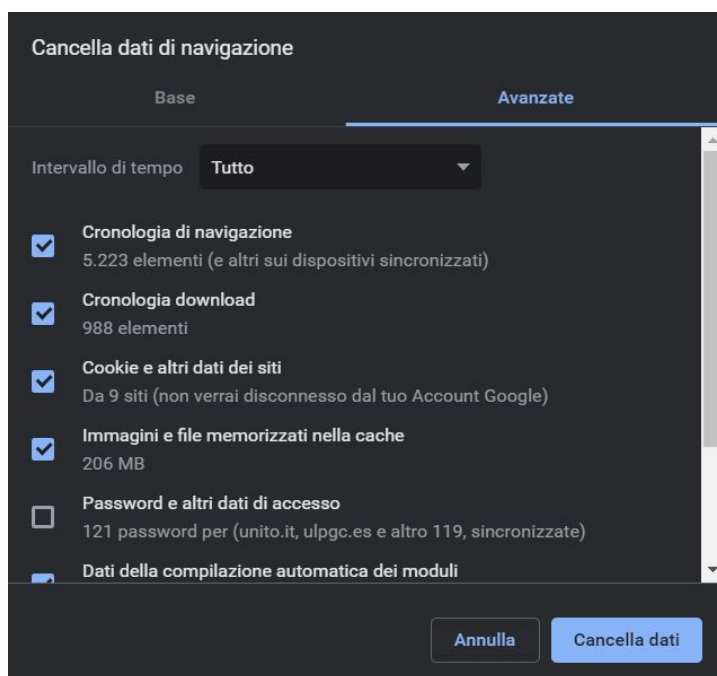 Cancella dati di navigazione
Base
Avanzate
Intervallo di tempo
Tutto
Cronologia di navigazione
5.223 elementi (e altri sui dispositivi sincronizzati)
Cronologia download
988 elementi
Cookie e altri dati dei siti
Da 9 siti (non verrai disconnesso dal tuo Account Google)
Immagini e file memorizzati nella cache
206 MB
Password e altri dati di accesso
121 password per (unito.it, ulpgc.es e altro 119, sincronizzate)
Dati della compilazione automatica dei moduli
Annulla
Cancella dati